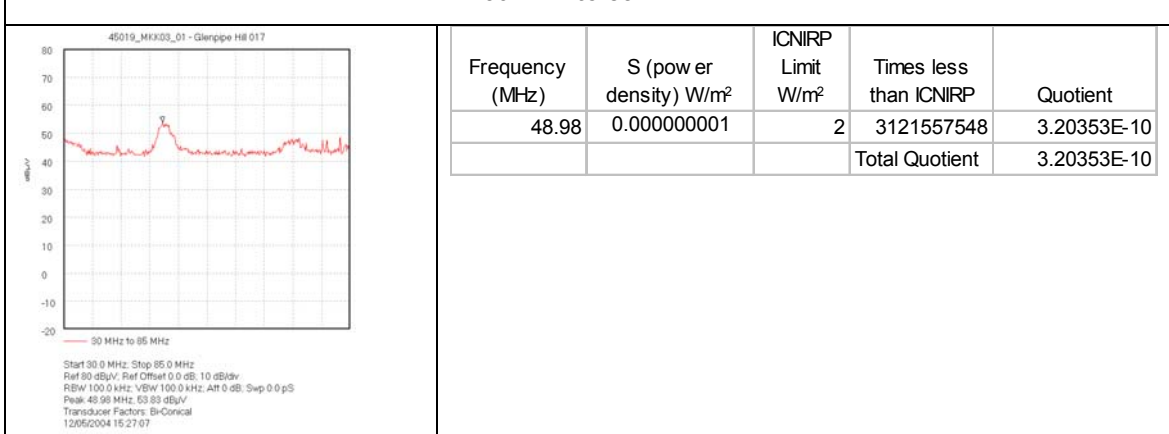 45019_MKK03_01 - Glenpipe Hill 017
80
70
60
50
40
30
20
10
0
-10
-20
dBµV
30 MHz to 85 MHz
Start 30.0 MHz; Stop 85.0 MHz
Ref 80 dBµV; Ref Offset 0.0 dB; 10 dB/div
RBW 100.0 kHz; VBW 100.0 kHz; Att 0 dB; Swp 0.0 pS
Peak 48.98 MHz, 53.83 dBµV
Transducer Factors: Bi-Conical
12/05/2004 15:27:07
Frequency (MHz) S (pow er density) W/m² ICNIRP Limit W/m² Times less than ICNIRP Quotient
48.98 0.000000001 2 3121557548 3.20353E-10
Total Quotient 3.20353E-10